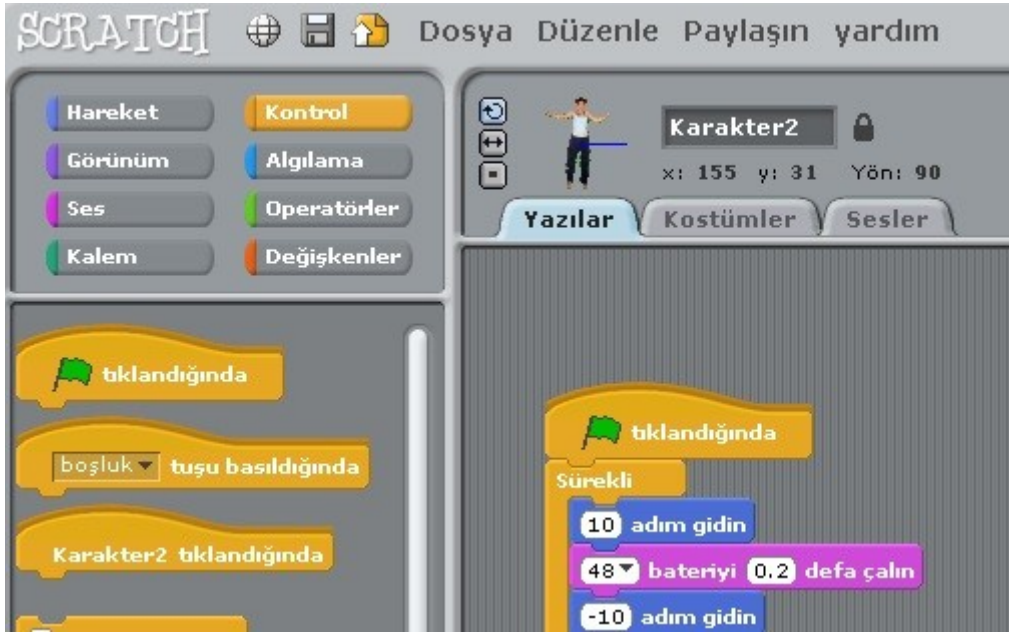 SCRATCH Dosya Düzenle Paylaşın yardım
Hareket Kontrol
Görünüm Algılama
Ses Operatörler
Kalem Değişkenler
Karakter2
x: 155 y: 31 Yön: 90
Yazılar Kostümler Sesler
tıklandığında
boşluk tuşu basıldığında
Karakter2 tıklandığında
tıklandığında
Sürekli
10 adım gidin
48 bateriyi 0.2 defa çalın
-10 adım gidin